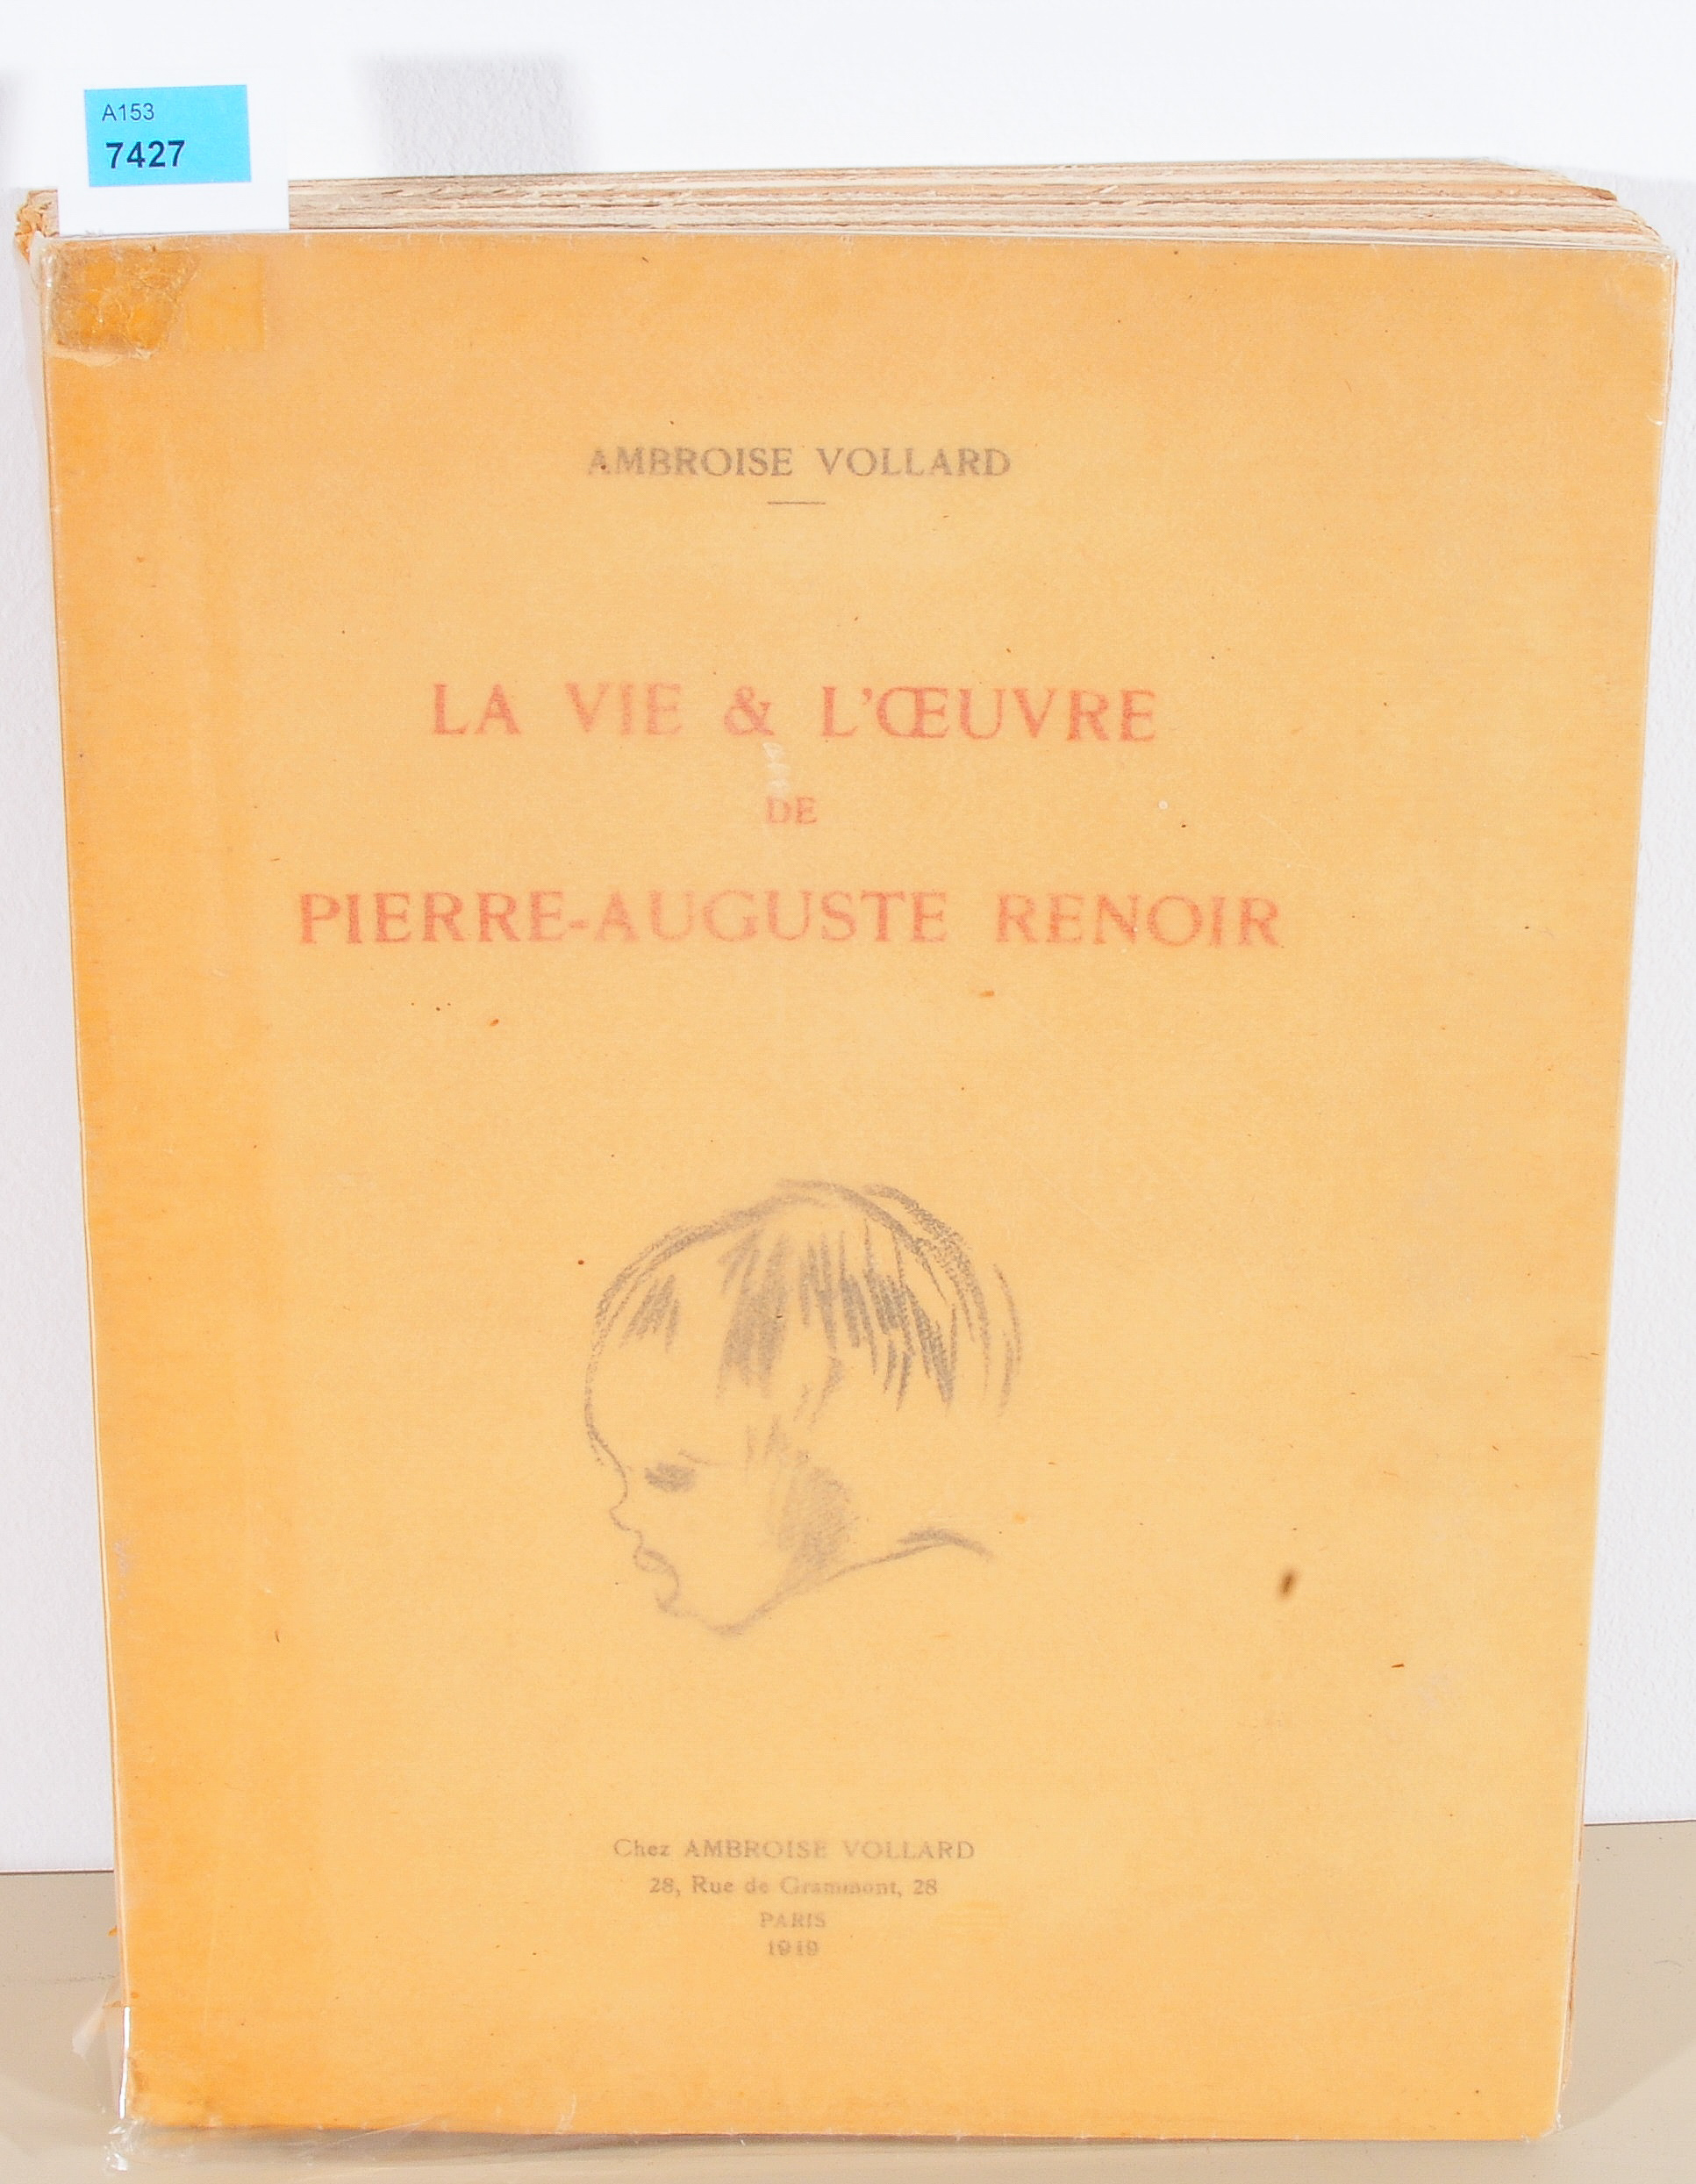 A153
7427
AMBROISE VOLLARD
LA VIE & L'ŒUVRE
DE
PIERRE-AUGUSTE RENOIR
Chez AMBROISE VOLLARD
28, Rue de Grammont, 28
PARIS
1919